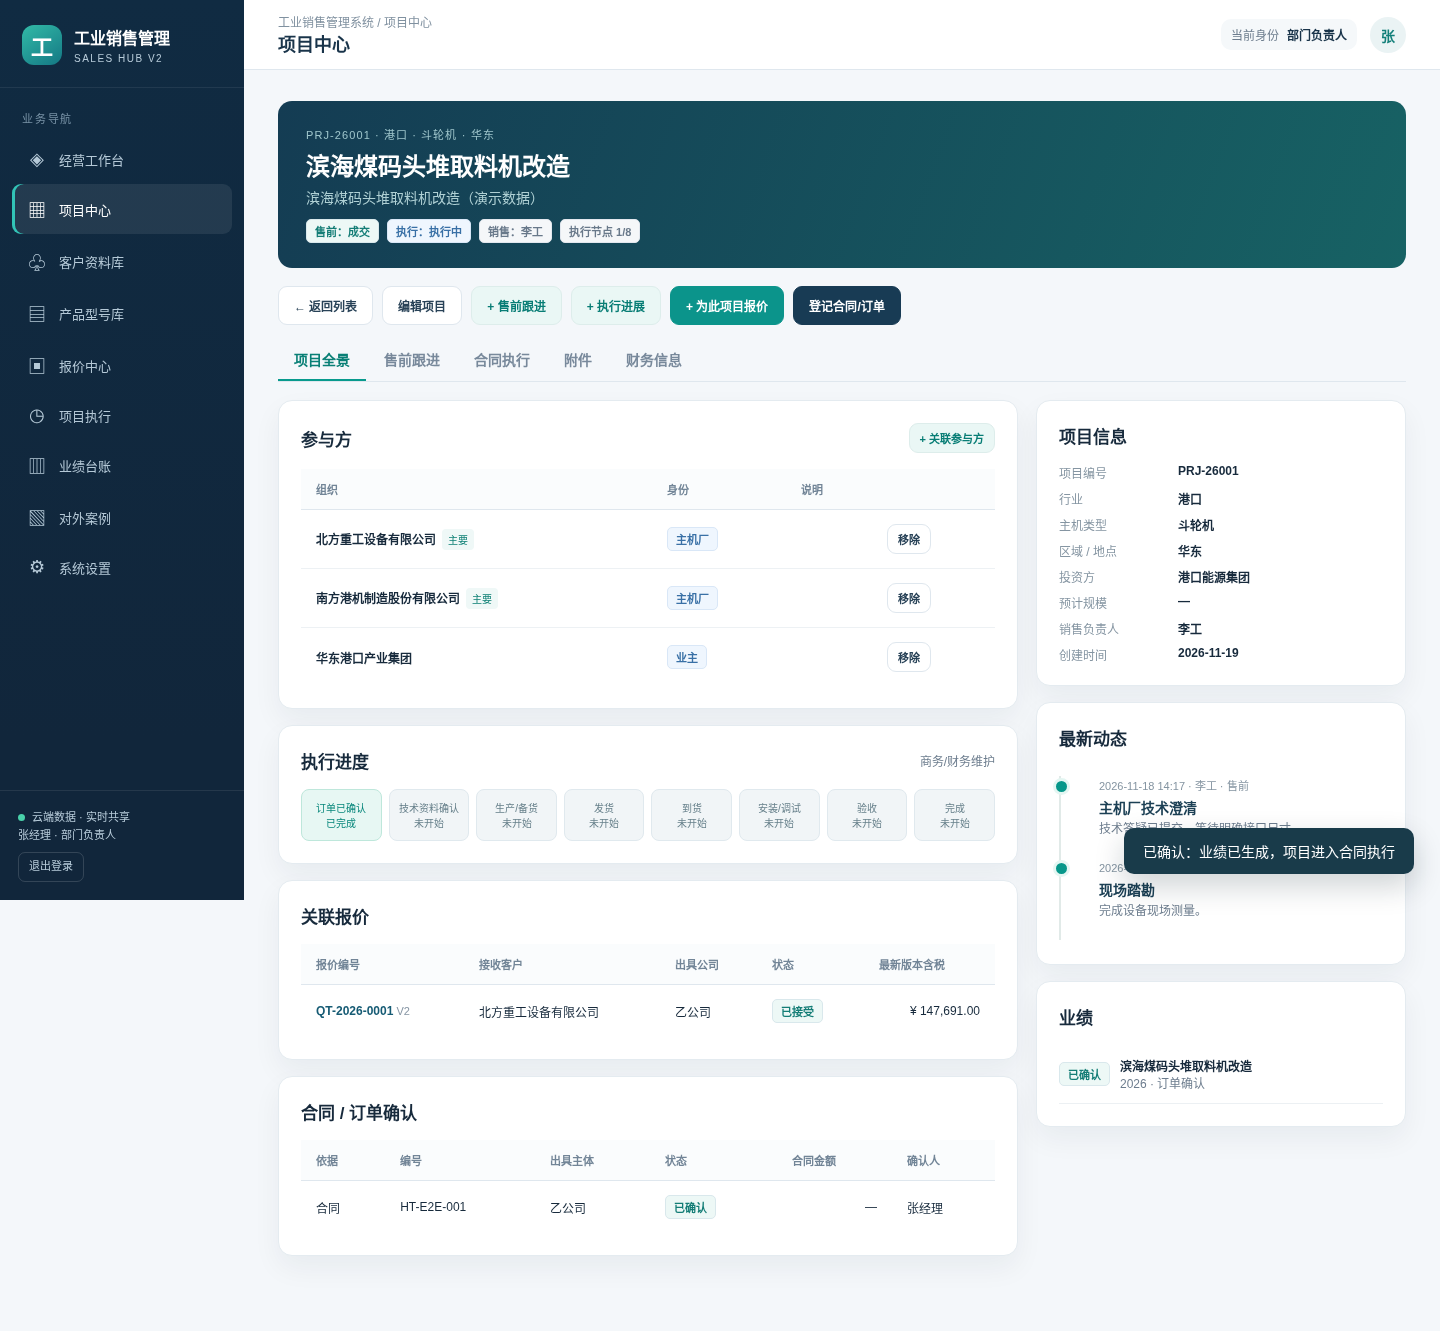 工
工业销售管理
SALES HUB V2
业务导航
经营工作台
项目中心
客户资料库
产品型号库
报价中心
项目执行
业绩台账
对外案例
系统设置
云端数据 · 实时共享
张经理 · 部门负责人
退出登录
工业销售管理系统 / 项目中心
项目中心
当前身份 部门负责人
张
PRJ-26001 · 港口 · 斗轮机 · 华东
滨海煤码头堆取料机改造
滨海煤码头堆取料机改造（演示数据）
售前：成交 执行：执行中 销售：李工 执行节点 1/8
← 返回列表 编辑项目 + 售前跟进 + 执行进展 + 为此项目报价 登记合同/订单
项目全景 售前跟进 合同执行 附件 财务信息
参与方
+ 关联参与方
组织 身份 说明
北方重工设备有限公司 主要 主机厂 移除
南方港机制造股份有限公司 主要 主机厂 移除
华东港口产业集团 业主 移除
执行进度
商务/财务维护
订单已确认 技术资料确认 生产/备货 发货 到货 安装/调试 验收 完成
已完成 未开始 未开始 未开始 未开始 未开始 未开始 未开始
关联报价
报价编号 接收客户 出具公司 状态 最新版本含税
QT-2026-0001 V2 北方重工设备有限公司 乙公司 已接受 ¥ 147,691.00
合同 / 订单确认
依据 编号 出具主体 状态 合同金额 确认人
合同 HT-E2E-001 乙公司 已确认 — 张经理
项目信息
项目编号 PRJ-26001
行业 港口
主机类型 斗轮机
区域 / 地点 华东
投资方 港口能源集团
预计规模 —
销售负责人 李工
创建时间 2026-11-19
最新动态
2026-11-18 14:17 · 李工 · 售前
主机厂技术澄清
已确认：业绩已生成，项目进入合同执行
2026-
现场踏勘
完成设备现场测量。
业绩
已确认 滨海煤码头堆取料机改造
2026 · 订单确认